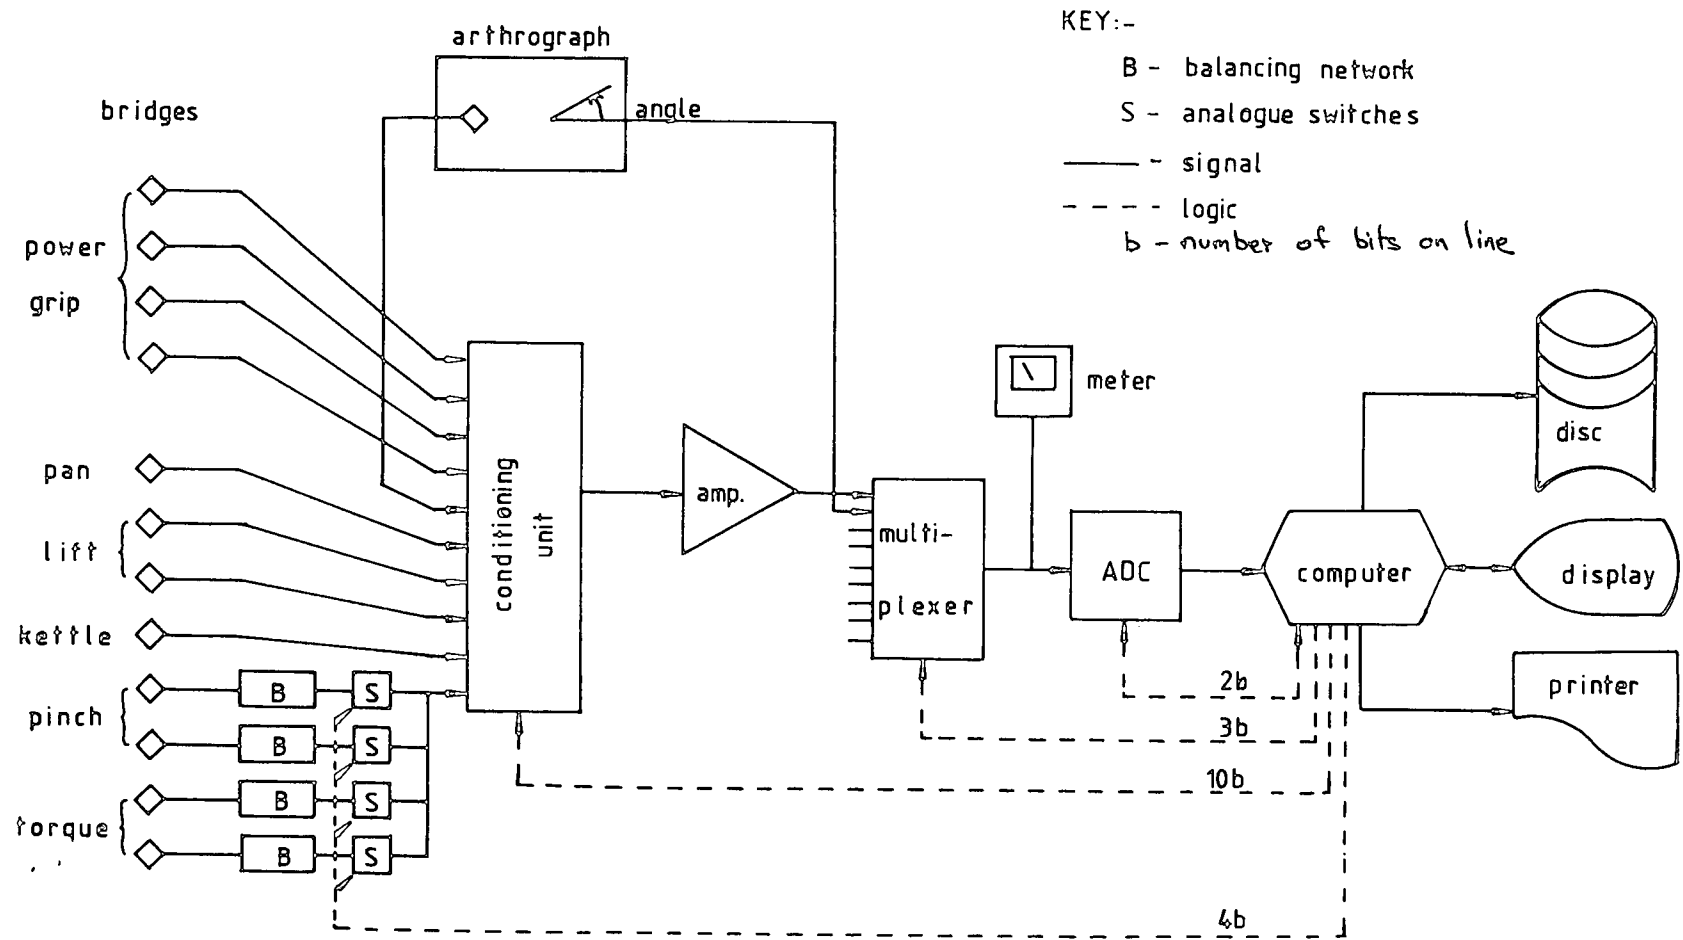 KEY:-
B - balancing network
S - analogue switches
- signal
- logic
b - number of bits on line
arthrograph
angle
bridges
power
grip
pan
lift
kettle
pinch
torque
B
S
B
S
B
S
B
S
conditioning
unit
amp.
multi-
plexer
meter
ADC
computer
disc
display
printer
2b
3b
10b
4b